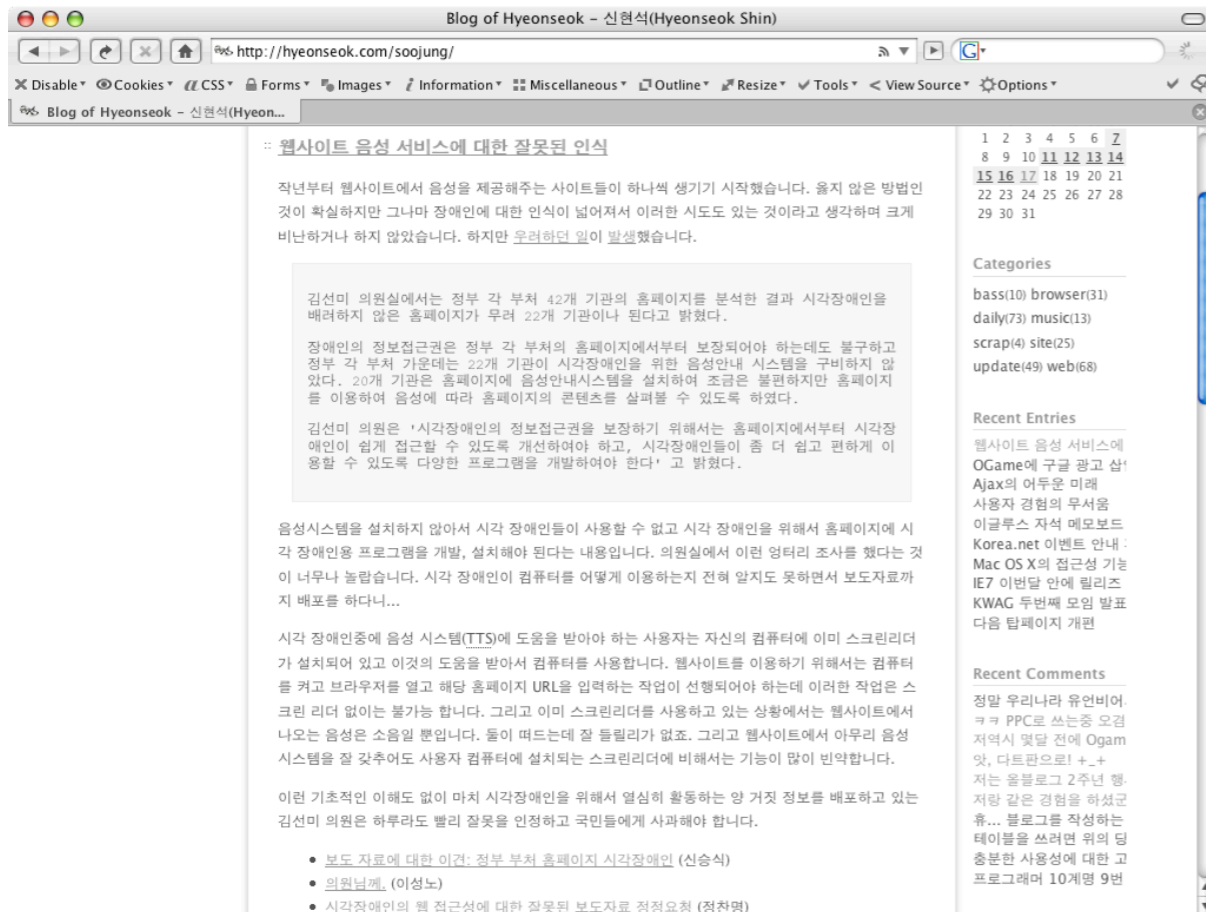 Blog of Hyeonseok – 신현석(Hyeonseok Shin)
http://hyeonseok.com/soojung/
Disable Cookies CSS Forms Images Information Miscellaneous Outline Resize Tools View Source Options
Blog of Hyeonseok – 신현석(Hyeon...
:: 웹사이트 음성 서비스에 대한 잘못된 인식
작년부터 웹사이트에서 음성을 제공해주는 사이트들이 하나씩 생기기 시작했습니다. 옳지 않은 방법인
것이 확실하지만 그나마 장애인에 대한 인식이 넓어져서 이러한 시도도 있는 것이라고 생각하며 크게
비난하거나 하지 않았습니다. 하지만 우려하던 일이 발생했습니다.
김선미 의원실에서는 정부 각 부처 42개 기관의 홈페이지를 분석한 결과 시각장애인을
배려하지 않은 홈페이지가 무려 22개 기관이나 된다고 밝혔다.
장애인의 정보접근권은 정부 각 부처의 홈페이지에서부터 보장되어야 하는데도 불구하고
정부 각 부처 가운데는 22개 기관이 시각장애인을 위한 음성안내 시스템을 구비하지 않
았다. 20개 기관은 홈페이지에 음성안내시스템을 설치하여 조금은 불편하지만 홈페이지
를 이용하여 음성에 따라 홈페이지의 콘텐츠를 살펴볼 수 있도록 하였다.
김선미 의원은 '시각장애인의 정보접근권을 보장하기 위해서는 홈페이지에서부터 시각장
애인이 쉽게 접근할 수 있도록 개선하여야 하고, 시각장애인들이 좀 더 쉽고 편하게 이
용할 수 있도록 다양한 프로그램을 개발하여야 한다' 고 밝혔다.
음성시스템을 설치하지 않아서 시각 장애인들이 사용할 수 없고 시각 장애인을 위해서 홈페이지에 시
각 장애인용 프로그램을 개발, 설치해야 된다는 내용입니다. 의원실에서 이런 엉터리 조사를 했다는 것
이 너무나 놀랍습니다. 시각 장애인이 컴퓨터를 어떻게 이용하는지 전혀 알지도 못하면서 보도자료까
지 배포를 하다니...
시각 장애인중에 음성 시스템(TTS)에 도움을 받아야 하는 사용자는 자신의 컴퓨터에 이미 스크린리더
가 설치되어 있고 이것의 도움을 받아서 컴퓨터를 사용합니다. 웹사이트를 이용하기 위해서는 컴퓨터
를 켜고 브라우저를 열고 해당 홈페이지 URL을 입력하는 작업이 선행되어야 하는데 이러한 작업은 스
크린 리더 없이는 불가능 합니다. 그리고 이미 스크린리더를 사용하고 있는 상황에서는 웹사이트에서
나오는 음성은 소음일 뿐입니다. 둘이 떠드는데 잘 들릴리가 없죠. 그리고 웹사이트에서 아무리 음성
시스템을 잘 갖추어도 사용자 컴퓨터에 설치되는 스크린리더에 비해서는 기능이 많이 빈약합니다.
이런 기초적인 이해도 없이 마치 시각장애인을 위해서 열심히 활동하는 양 거짓 정보를 배포하고 있는
김선미 의원은 하루라도 빨리 잘못을 인정하고 국민들에게 사과해야 합니다.
• 보도 자료에 대한 이견: 정부 부처 홈페이지 시각장애인 (신승식)
• 의원님께. (이성노)
• 시각장애인의 웹 접근성에 대한 잘못된 보도자료 정정요청 (정찬명)
1 2 3 4 5 6 7
8 9 10 11 12 13 14
15 16 17 18 19 20 21
22 23 24 25 26 27 28
29 30 31
Categories
bass(10) browser(31)
daily(73) music(13)
scrap(4) site(25)
update(49) web(68)
Recent Entries
웹사이트 음성 서비스에
OGame에 구글 광고 삽
Ajax의 어두운 미래
사용자 경험의 무서움
이글루스 자석 메모보드
Korea.net 이벤트 안내
Mac OS X의 접근성 기능
IE7 이번달 안에 릴리즈
KWAG 두번째 모임 발표
다음 탑페이지 개편
Recent Comments
정말 우리나라 유언비어
ㅋㅋ PPC로 쓰는중 오겜
저역시 몇달 전에 Ogam
앗, 다트판으로! +_+
저는 올블로그 2주년 행
저랑 같은 경험을 하셨군
휴... 블로그를 작성하는
테이블을 쓰려면 위의 당
충분한 사용성에 대한 고
프로그래머 10계명 9번